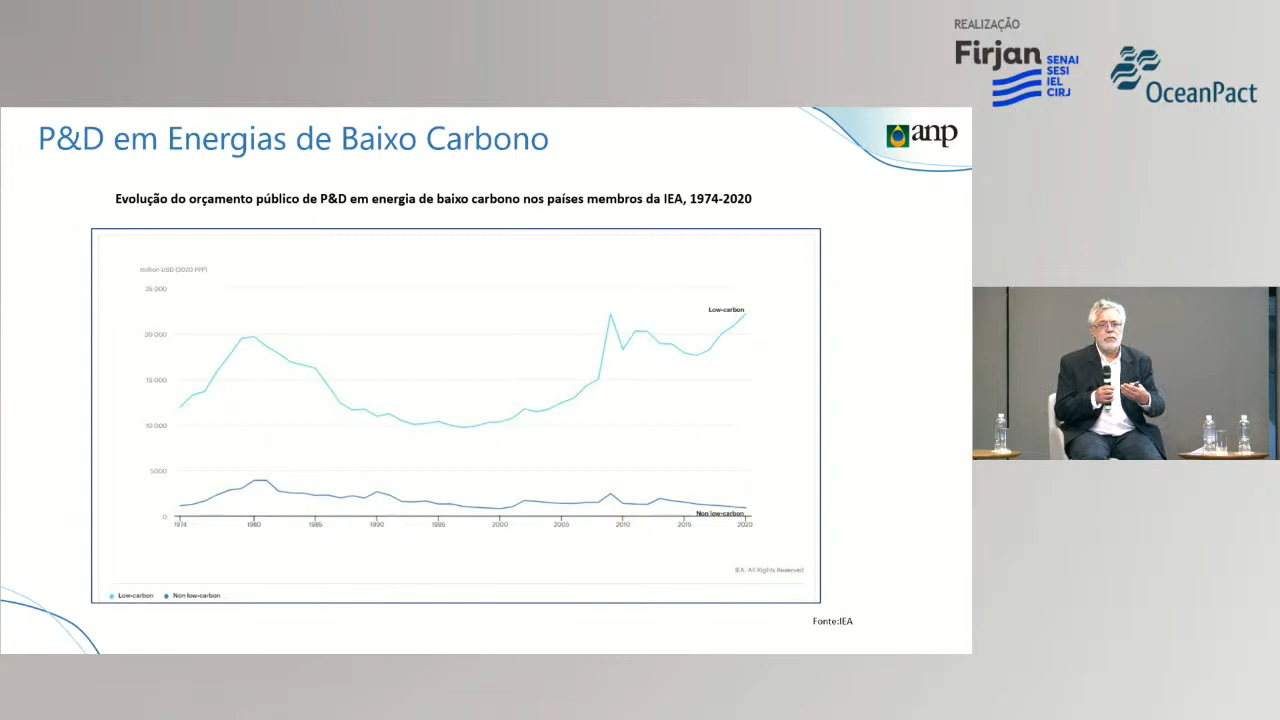 REALIZAÇÃO
Firjan
SENAI
SESI
IEL
CIRJ
OceanPact
P&D em Energias de Baixo Carbono
anp
Evolução do orçamento público de P&D em energia de baixo carbono nos países membros da IEA, 1974-2020
million USD (2020 PPP)
25 000
Low-carbon
20 000
15 000
10 000
5000
Non low-carbon
0
1974 1980 1985 1990 1995 2000 2005 2010 2015 2020
IEA. All Rights Reserved
Low-carbon Non low-carbon
Fonte:IEA